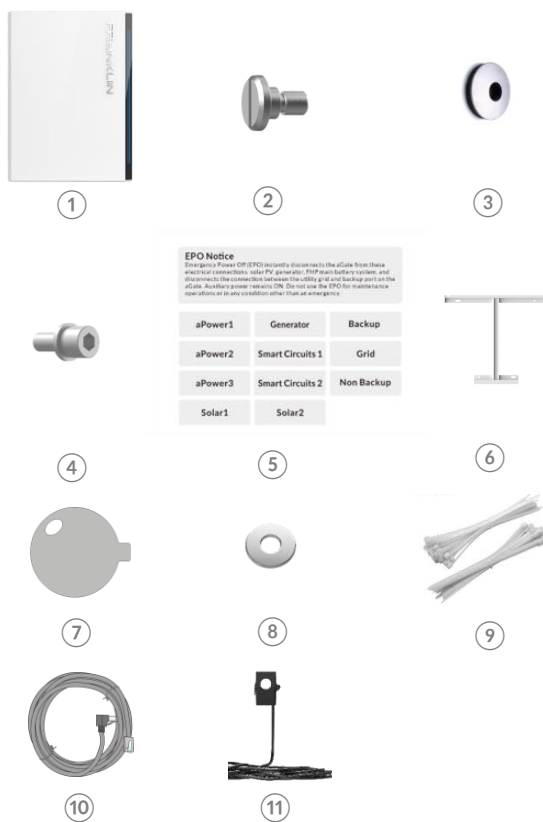 FRANKLIN
1
2
3
EPO Notice
Emergency Power Off (EPO) instantly disconnects the aGate from these
electrical connections: solar PV, generator, FHP main battery system, and
disconnects the connection between the utility grid and backup port on the
aGate. Auxiliary power remains ON. Do not use the EPO for maintenance
operations or in any condition other than an emergency.
aPower1 Generator Backup
aPower2 Smart Circuits 1 Grid
aPower3 Smart Circuits 2 Non Backup
Solar1 Solar2
4
5
6
7
8
9
10
11